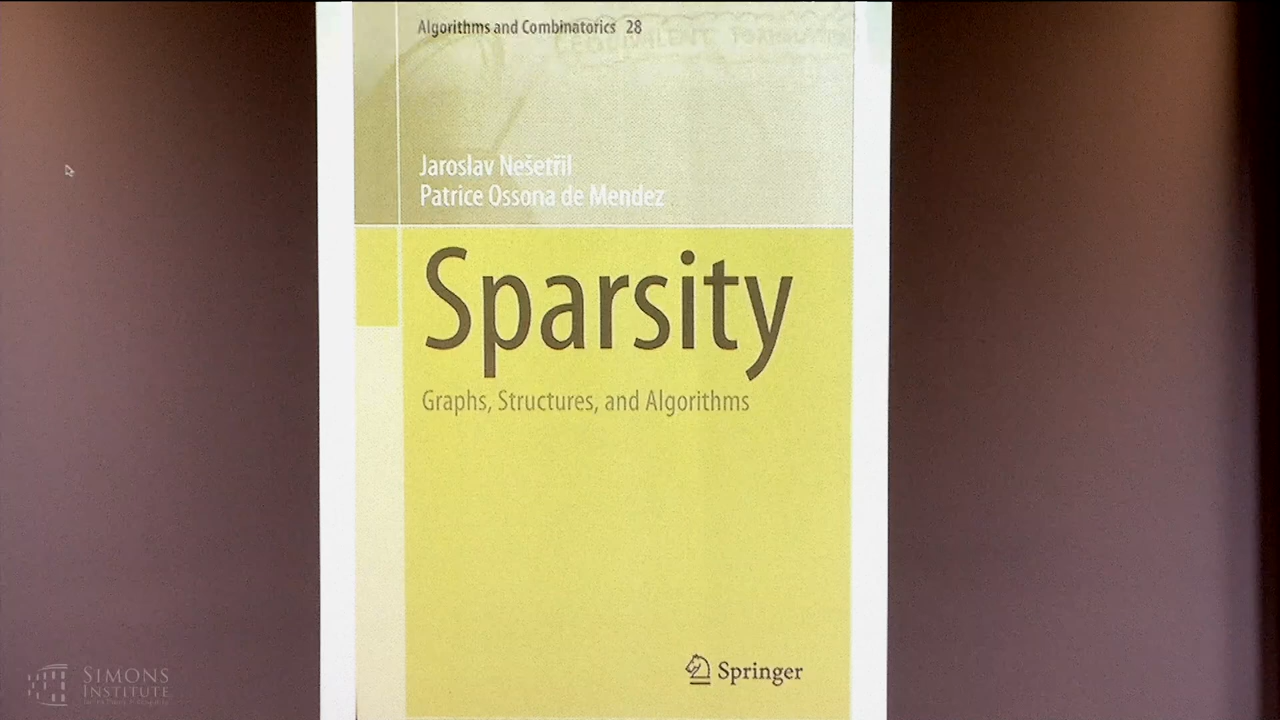 Algorithms and Combinatorics 28
Jaroslav Nešetřil
Patrice Ossona de Mendez
Sparsity
Graphs, Structures, and Algorithms
Springer
SIMONS
INSTITUTE